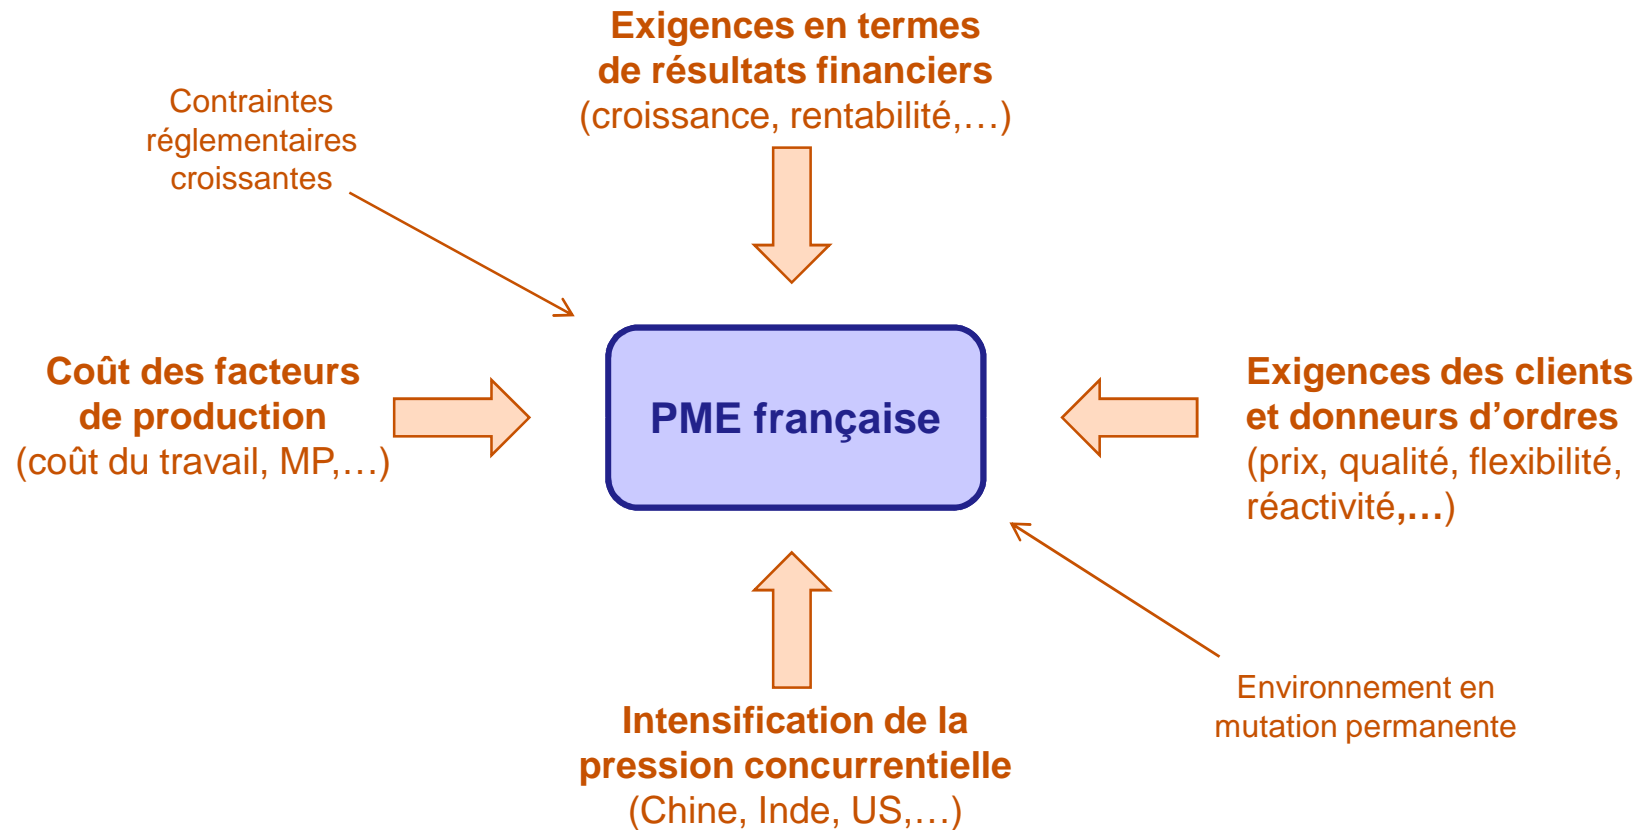 Exigences en termes
de résultats financiers
(croissance, rentabilité,…)
Contraintes
réglementaires
croissantes
Coût des facteurs
de production
(coût du travail, MP,…)
PME française
Exigences des clients
et donneurs d’ordres
(prix, qualité, flexibilité,
réactivité,…)
Intensification de la
pression concurrentielle
(Chine, Inde, US,…)
Environnement en
mutation permanente